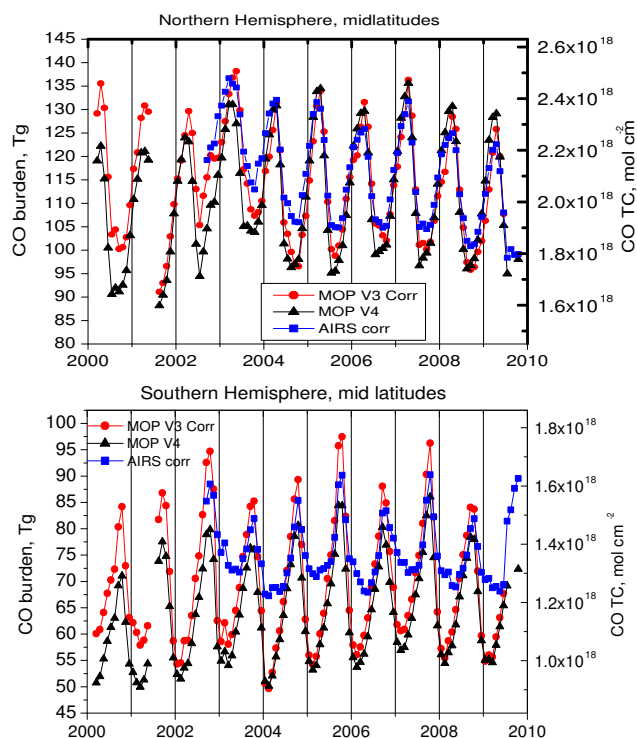 Northern Hemisphere, midlatitudes
145
140
135
130
125
120
115
110
105
100
95
90
85
80
CO burden, Tg
2.6x10^18
2.4x10^18
2.2x10^18
2.0x10^18
1.8x10^18
1.6x10^18
CO TC, mol cm^-2
MOP V3 Corr
MOP V4
AIRS corr
2000 2002 2004 2006 2008 2010
Southern Hemisphere, mid latitudes
100
95
90
85
80
75
70
65
60
55
50
45
CO burden, Tg
MOP V3 Corr
MOP V4
AIRS corr
1.8x10^18
1.6x10^18
1.4x10^18
1.2x10^18
1.0x10^18
CO TC, mol cm^-2
2000 2002 2004 2006 2008 2010